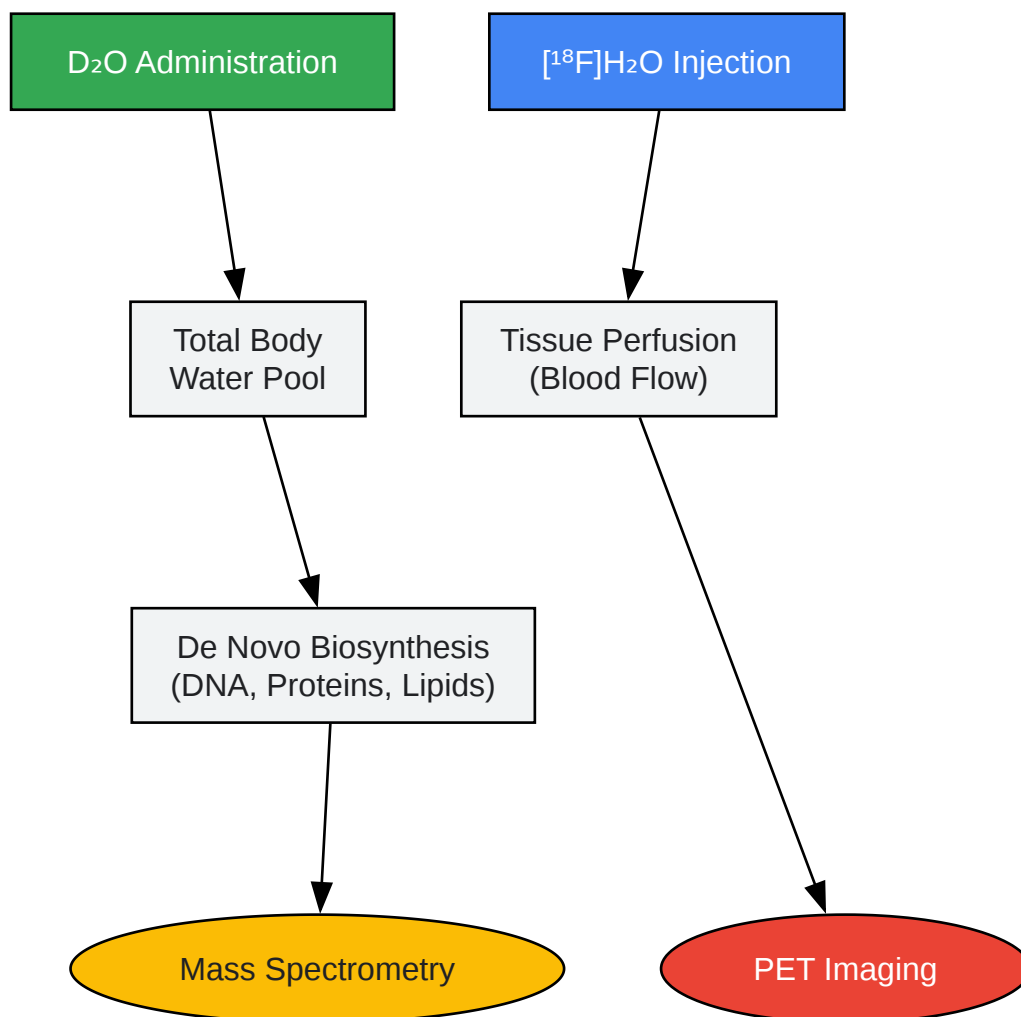 D₂O Administration
[¹⁸F]H₂O Injection
Total Body
Water Pool
Tissue Perfusion
(Blood Flow)
De Novo Biosynthesis
(DNA, Proteins, Lipids)
Mass Spectrometry
PET Imaging